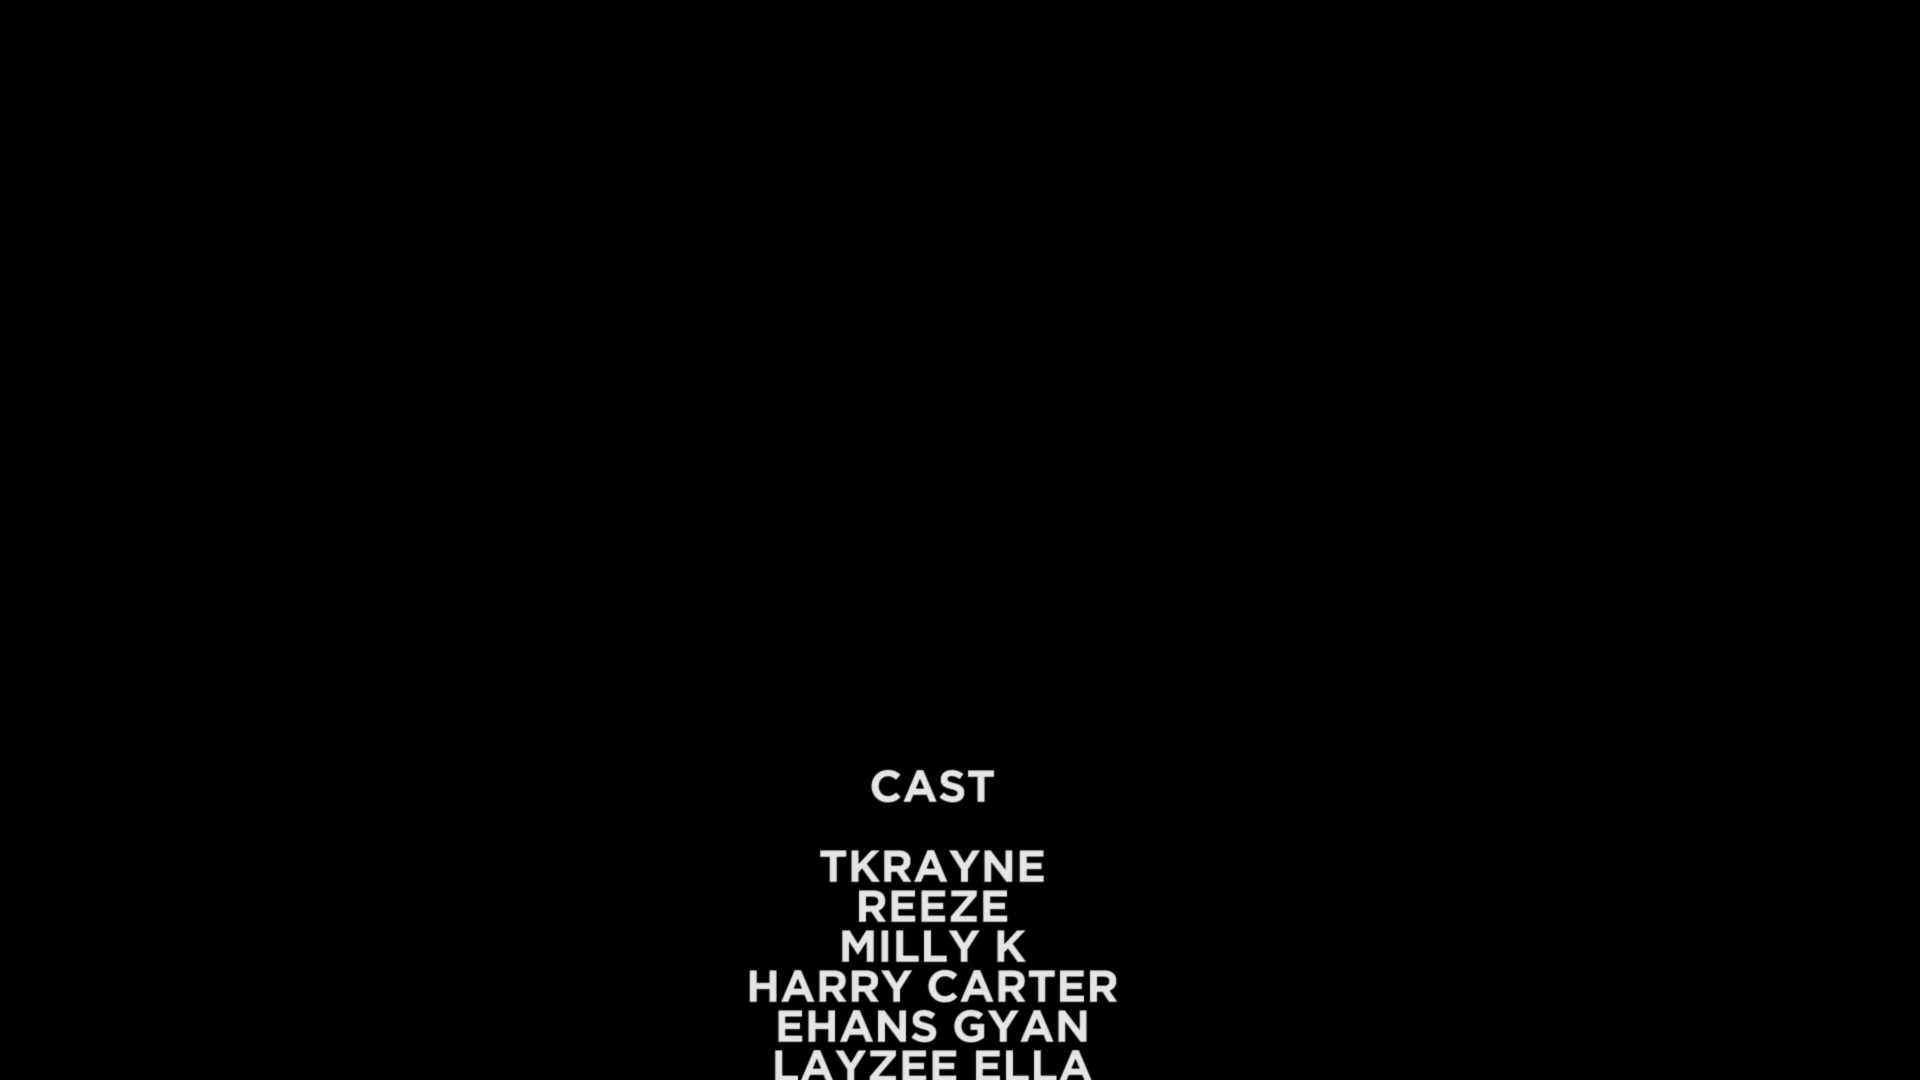 CAST
TKRAYNE
REEZE
MILLY K
HARRY CARTER
EHANS GYAN
LAYZEE ELLA